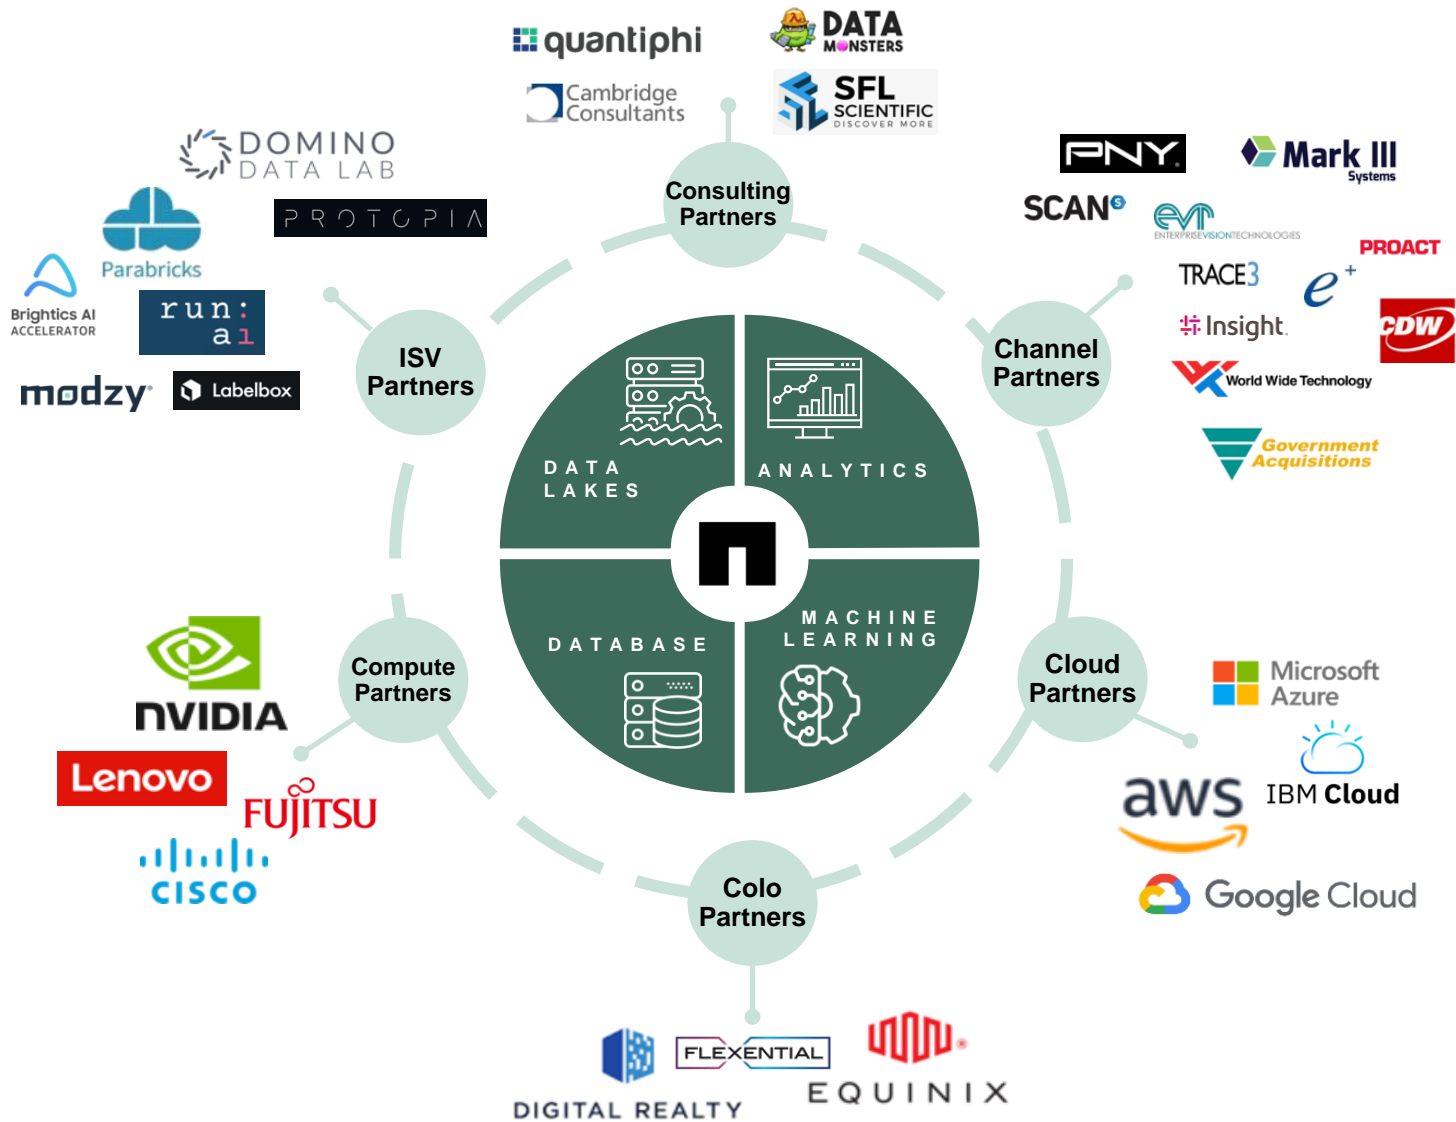 quantiphi
DATA
MONSTERS
Cambridge
Consultants
SFL
SCIENTIFIC
DISCOVER MORE
Consulting
Partners
DOMINO
DATA LAB
PROTOPIA
Parabricks
Brightics AI
ACCELERATOR
run:
ai
modzy
Labelbox
ISV
Partners
PNY
Mark III
Systems
SCAN S
evt
ENTERPRISEVISIONTECHNOLOGIES
PROACT
TRACE3
e+
Insight
CDW
World Wide Technology
Government
Acquisitions
Channel
Partners
DATA
LAKES
ANALYTICS
DATABASE
MACHINE
LEARNING
Compute
Partners
NVIDIA
Lenovo
FUJITSU
CISCO
Cloud
Partners
Microsoft
Azure
aws
IBM Cloud
Google Cloud
Colo
Partners
DIGITAL REALTY
FLEXENTIAL
EQUINIX